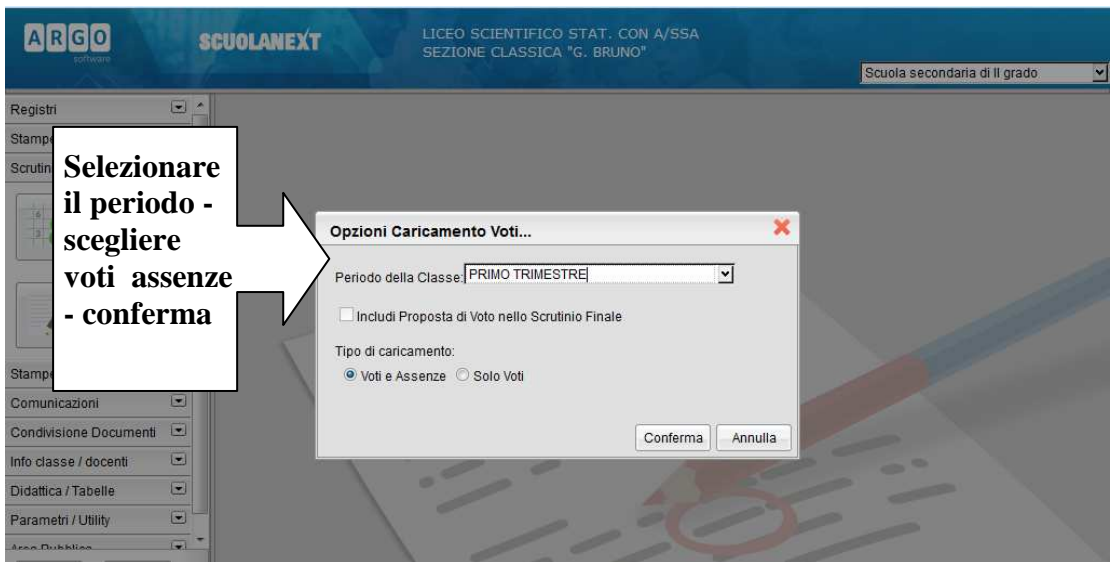 ARGO
software
SCUOLANEXT
LICEO SCIENTIFICO STAT. CON A/SSA
SEZIONE CLASSICA "G. BRUNO"
Scuola secondaria di II grado
Registri
Stampe
Scrutini
Selezionare
il periodo -
scegliere
voti assenze
- conferma
Opzioni Caricamento Voti...
Periodo della Classe: PRIMO TRIMESTRE
Includi Proposta di Voto nello Scrutinio Finale
Tipo di caricamento:
Voti e Assenze Solo Voti
Conferma Annulla
Stampe
Comunicazioni
Condivisione Documenti
Info classe / docenti
Didattica / Tabelle
Parametri / Utility
Area Pubblica